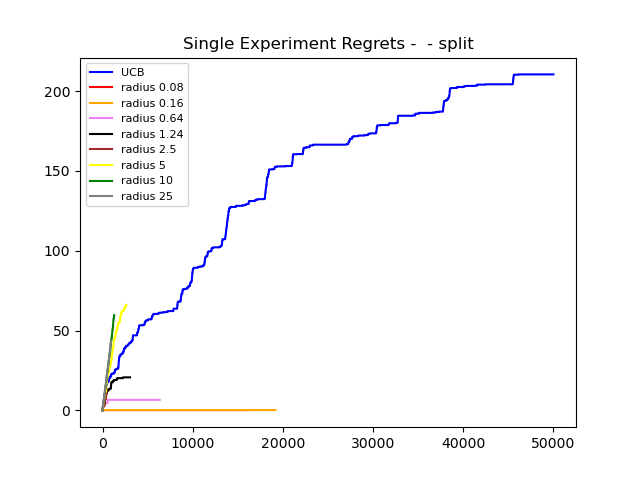 Single Experiment Regrets -  - split
UCB
radius 0.08
radius 0.16
radius 0.64
radius 1.24
radius 2.5
radius 5
radius 10
radius 25
200
150
100
50
0
0 10000 20000 30000 40000 50000